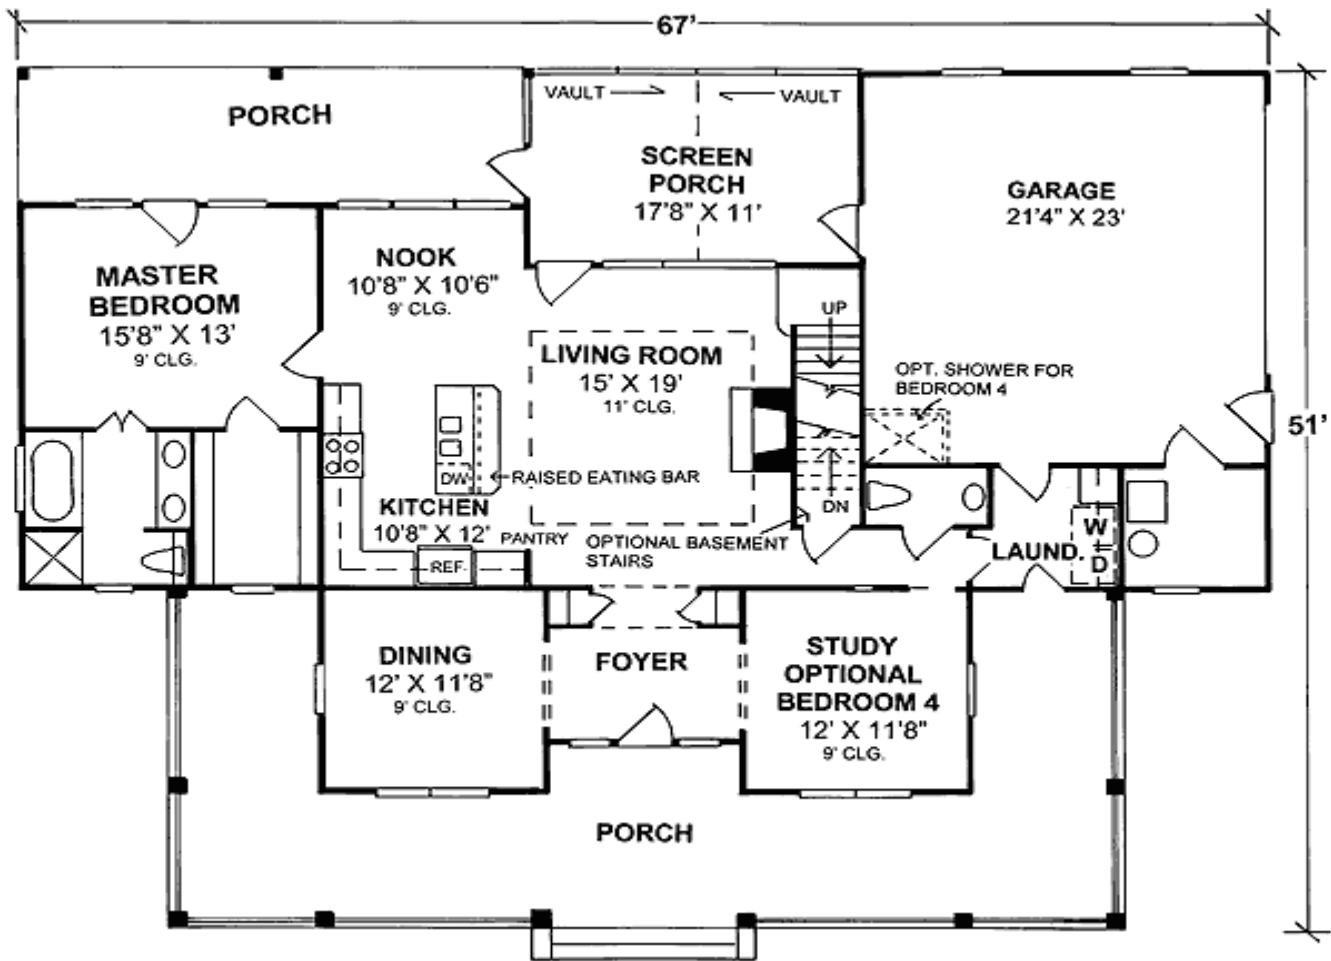 67'
PORCH
VAULT
VAULT
SCREEN
PORCH
17'8" X 11'
GARAGE
21'4" X 23'
MASTER
BEDROOM
15'8" X 13'
9' CLG.
NOOK
10'8" X 10'6"
9' CLG.
LIVING ROOM
15' X 19'
11' CLG.
UP
OPT. SHOWER FOR
BEDROOM 4
51'
DW
RAISED EATING BAR
KITCHEN
10'8" X 12'
PANTRY
REF.
OPTIONAL BASEMENT
STAIRS
DN
LAUND.
W
D
DINING
12' X 11'8"
9' CLG.
FOYER
STUDY
OPTIONAL
BEDROOM 4
12' X 11'8"
9' CLG.
PORCH